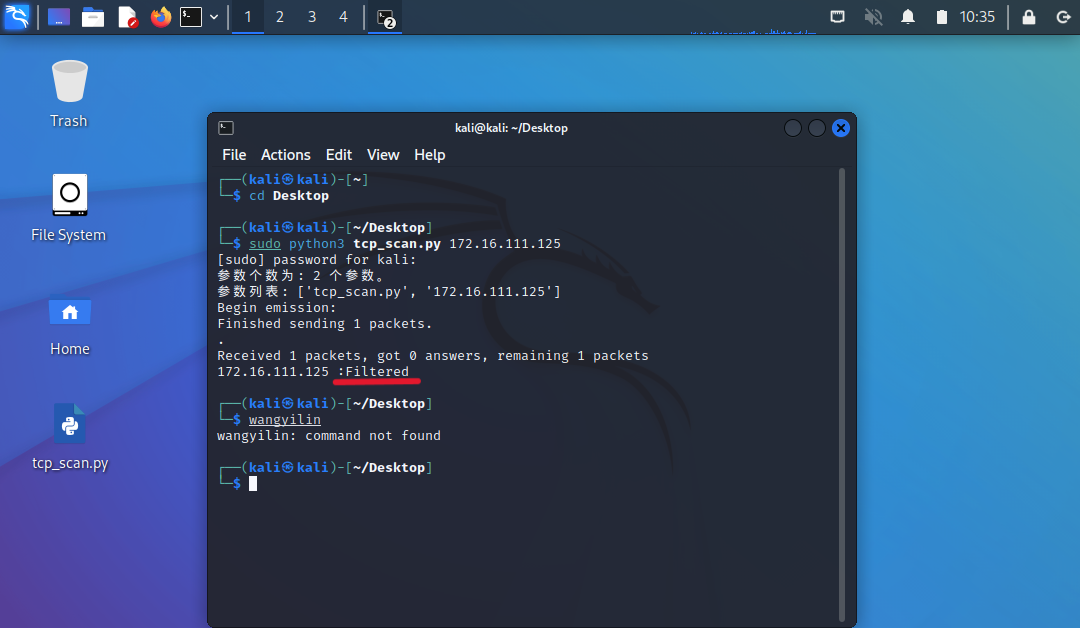 1 2 3 4 2 10:35
Trash
File System
Home
tcp_scan.py
kali@kali: ~/Desktop
File Actions Edit View Help
┌──(kali㉿kali)-[~]
└─$ cd Desktop
┌──(kali㉿kali)-[~/Desktop]
└─$ sudo python3 tcp_scan.py 172.16.111.125
[sudo] password for kali:
参数个数为: 2 个参数。
参数列表: ['tcp_scan.py', '172.16.111.125']
Begin emission:
Finished sending 1 packets.
.
Received 1 packets, got 0 answers, remaining 1 packets
172.16.111.125 :Filtered
┌──(kali㉿kali)-[~/Desktop]
└─$ wangyilin
wangyilin: command not found
┌──(kali㉿kali)-[~/Desktop]
└─$